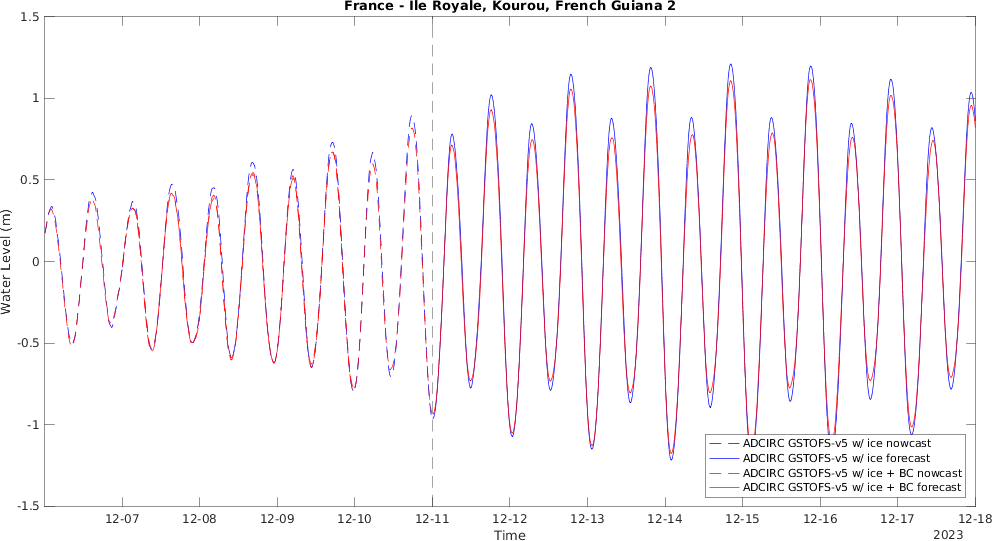 France - Ile Royale, Kourou, French Guiana 2
1.5
1
0.5
0
-0.5
-1
-1.5
Water Level (m)
ADCIRC GSTOFS-v5 w/ ice nowcast
ADCIRC GSTOFS-v5 w/ ice forecast
ADCIRC GSTOFS-v5 w/ ice + BC nowcast
ADCIRC GSTOFS-v5 w/ ice + BC forecast
12-07 12-08 12-09 12-10 12-11 12-12 12-13 12-14 12-15 12-16 12-17 12-18
Time
2023